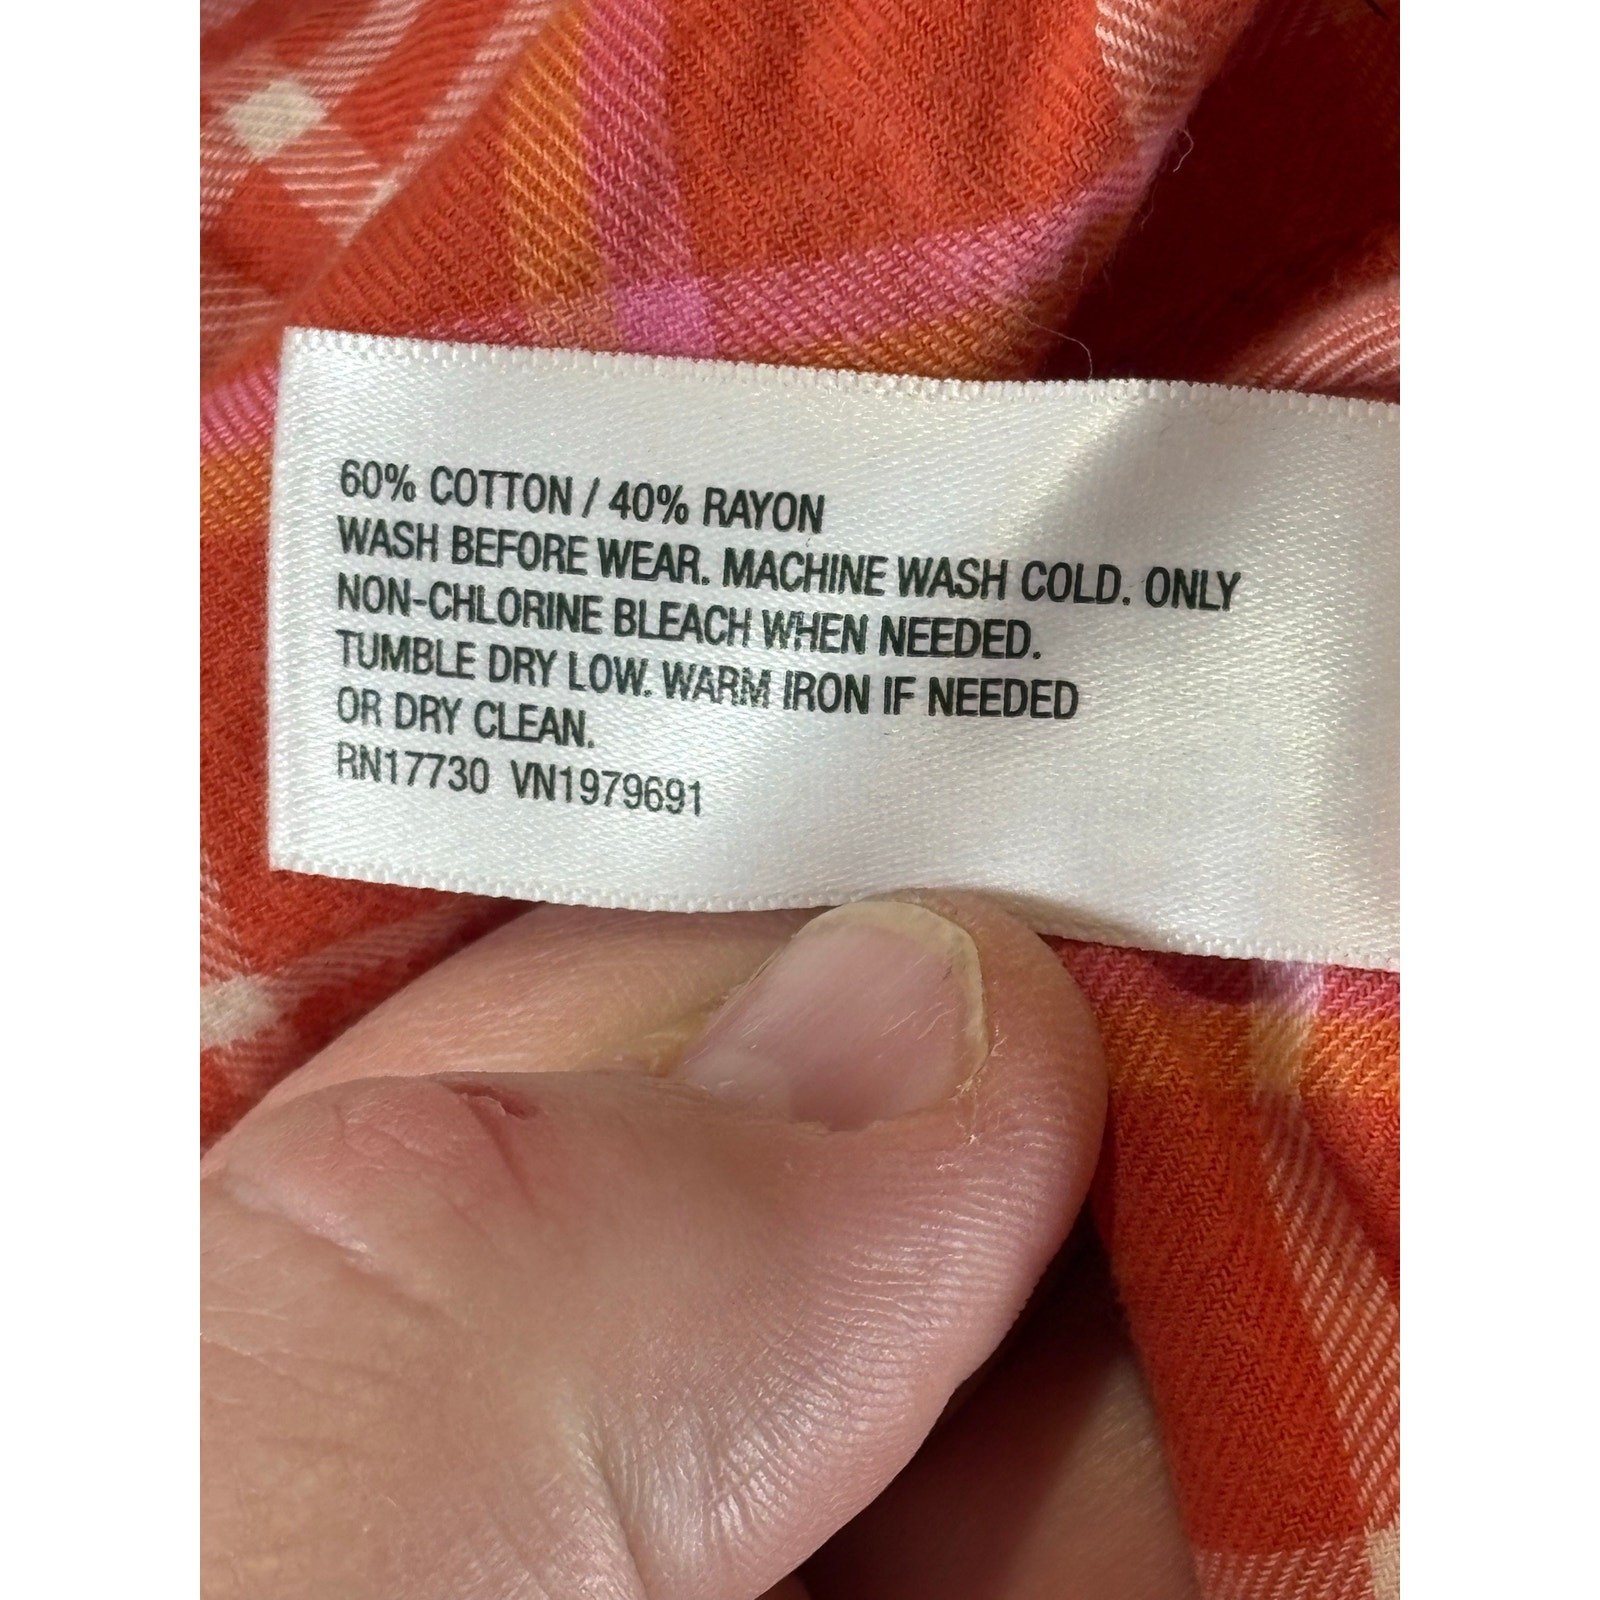 60% COTTON / 40% RAYON
WASH BEFORE WEAR. MACHINE WASH COLD. ONLY
NON-CHLORINE BLEACH WHEN NEEDED.
TUMBLE DRY LOW. WARM IRON IF NEEDED
OR DRY CLEAN.
RN17730 VN1979691